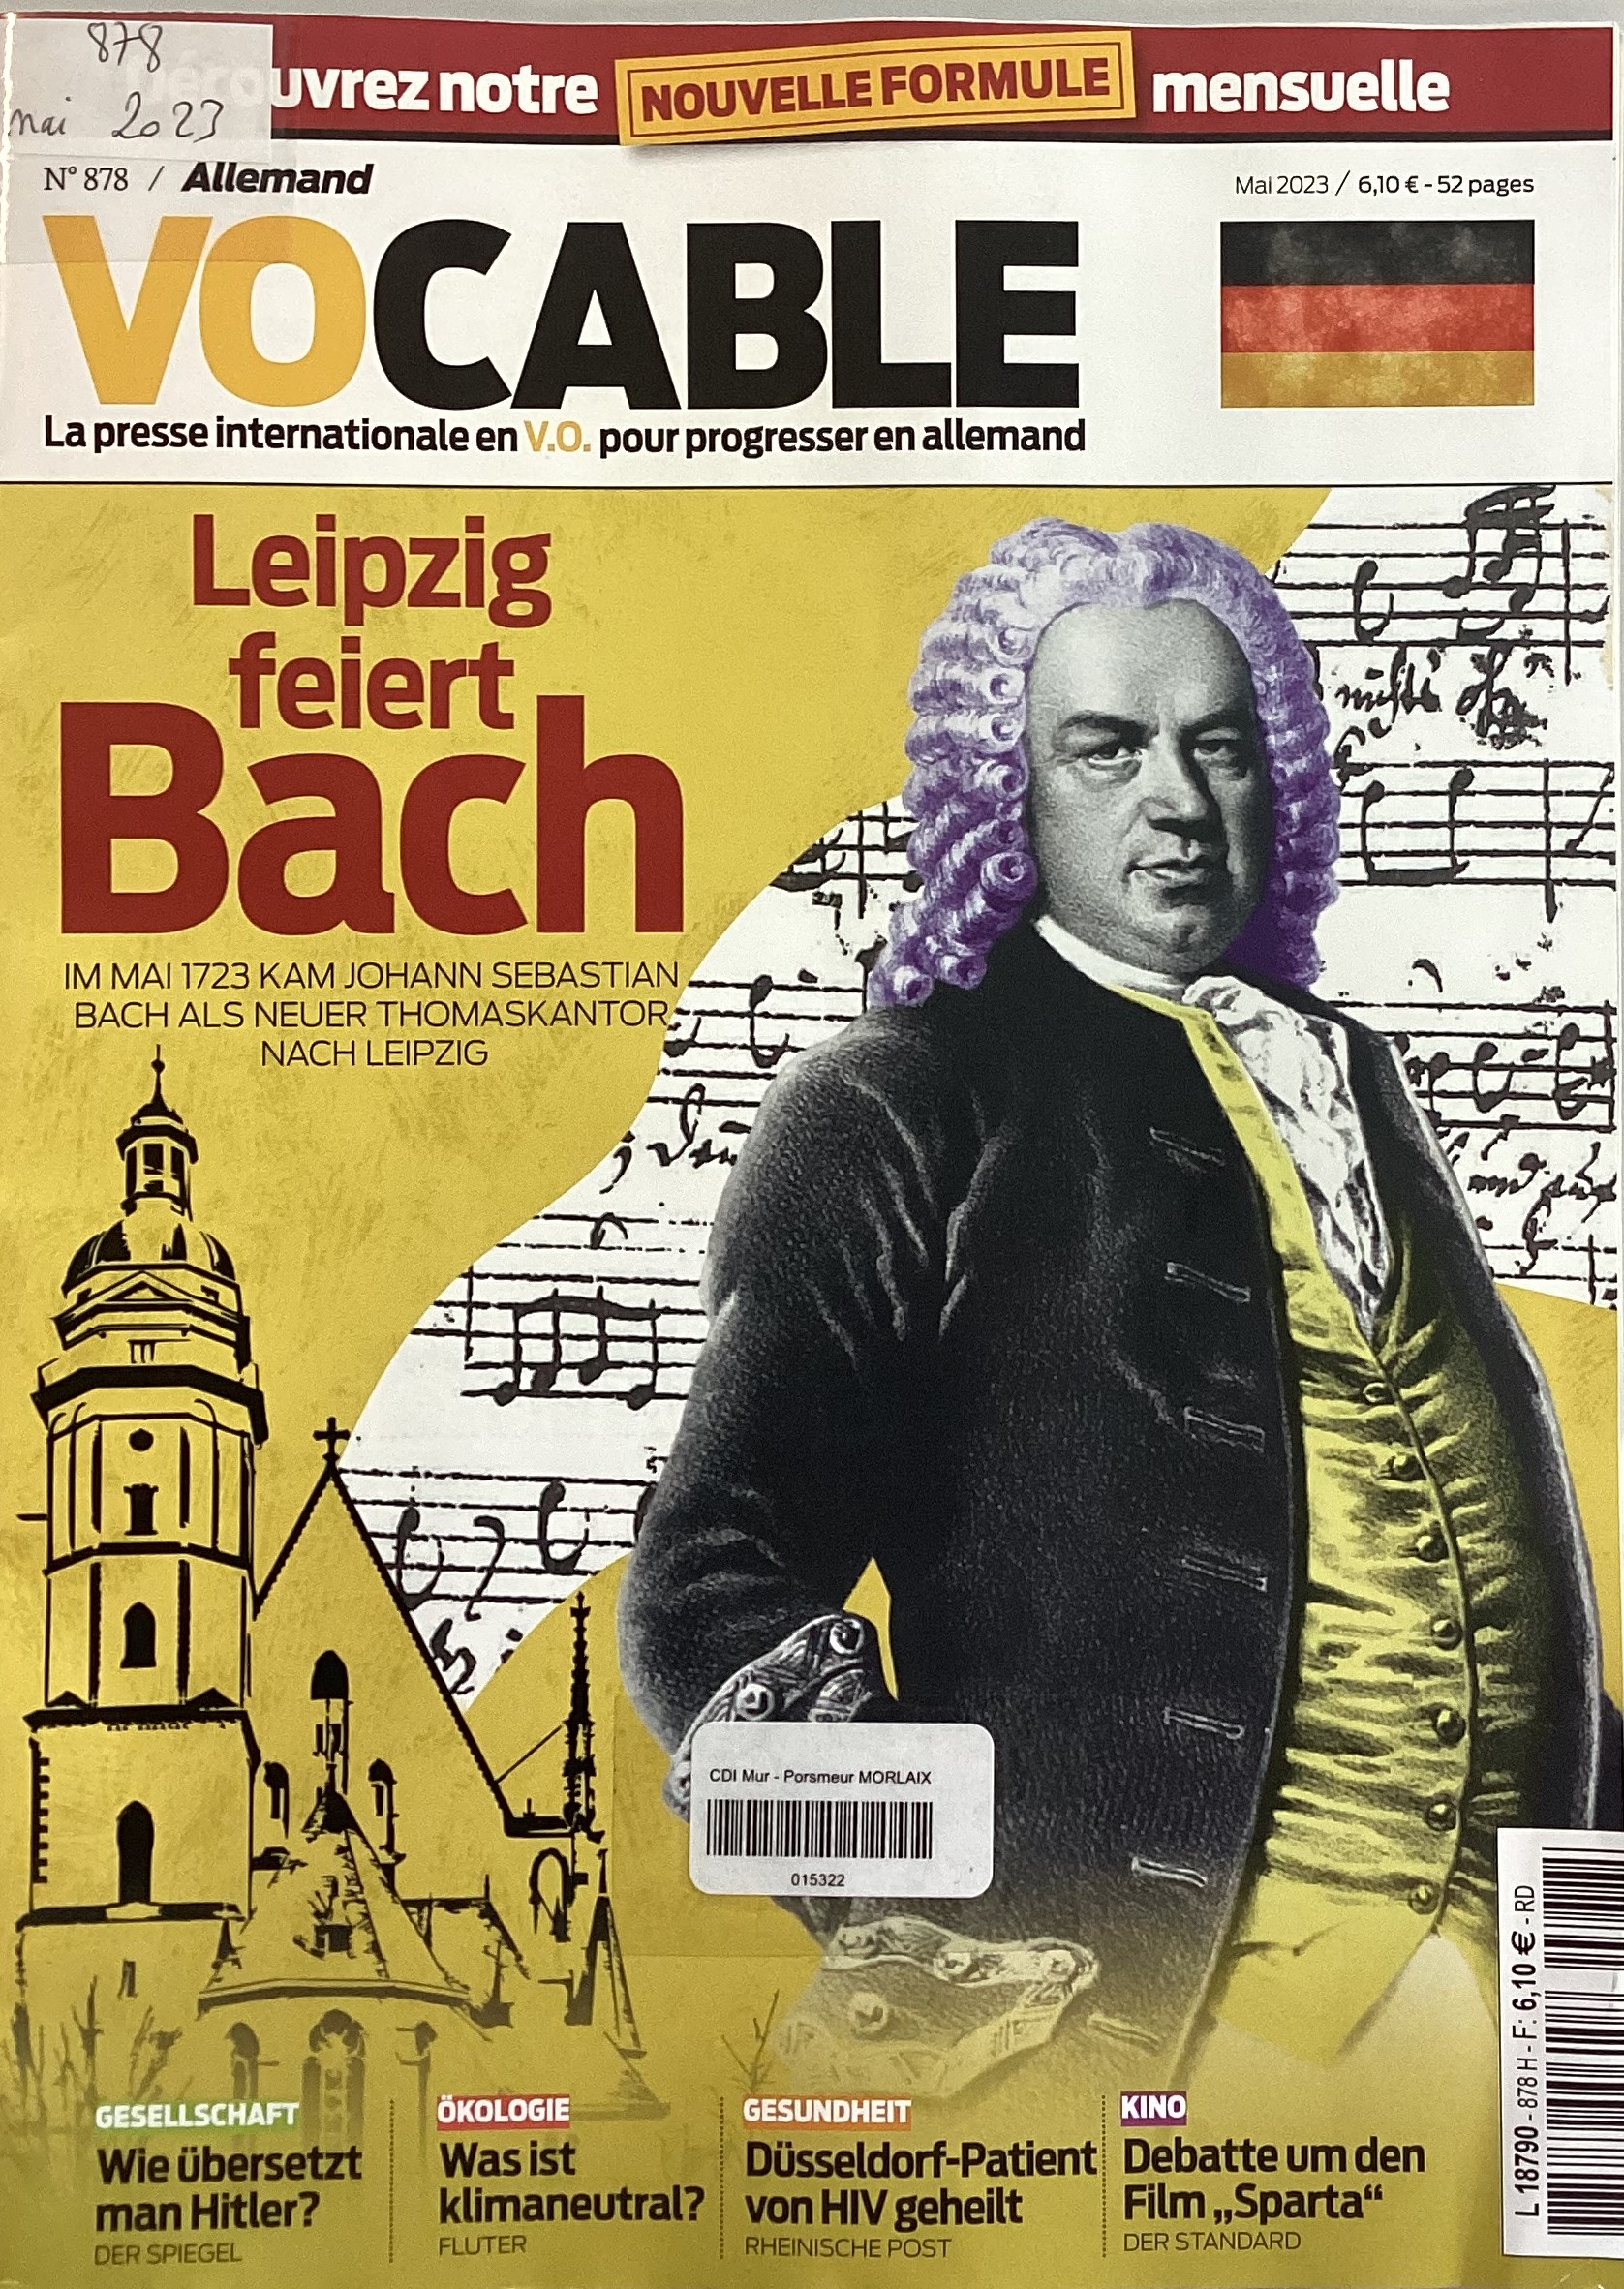 878
mai 2023
Découvrez notre NOUVELLE FORMULE mensuelle
N° 878 / Allemand
Mai 2023 / 6,10 € - 52 pages
VOCABLE
La presse internationale en V.O. pour progresser en allemand
Leipzig
feiert
Bach
IM MAI 1723 KAM JOHANN SEBASTIAN
BACH ALS NEUER THOMASKANTOR
NACH LEIPZIG
CDI Mur - Porsmeur MORLAIX
015322
L 18790 - 878 H - F: 6,10 € - RD
GESELLSCHAFT
Wie übersetzt
man Hitler?
DER SPIEGEL
ÖKOLOGIE
Was ist
klimaneutral?
FLUTER
GESUNDHEIT
Düsseldorf-Patient
von HIV geheilt
RHEINISCHE POST
KINO
Debatte um den
Film „Sparta“
DER STANDARD